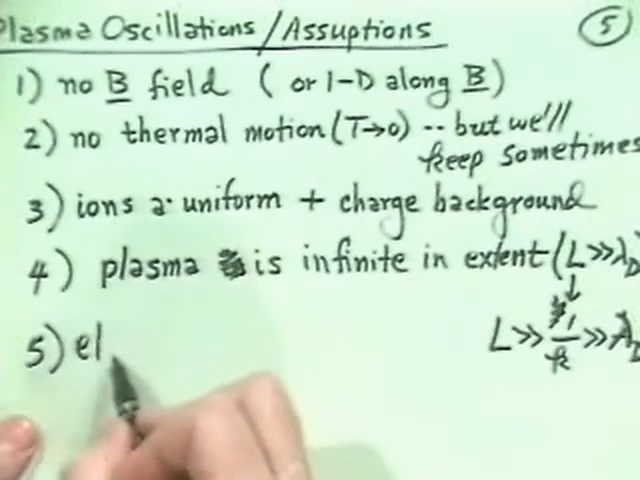 Plasma Oscillations/Assuptions
5
1) no B field ( or 1-D along B)
2) no thermal motion (T→0) -- but we'll
keep sometimes
3) ions a uniform + charge background
4) plasma is infinite in extent (L >> λD)
↓
L >> 1/k >> λD
5) el